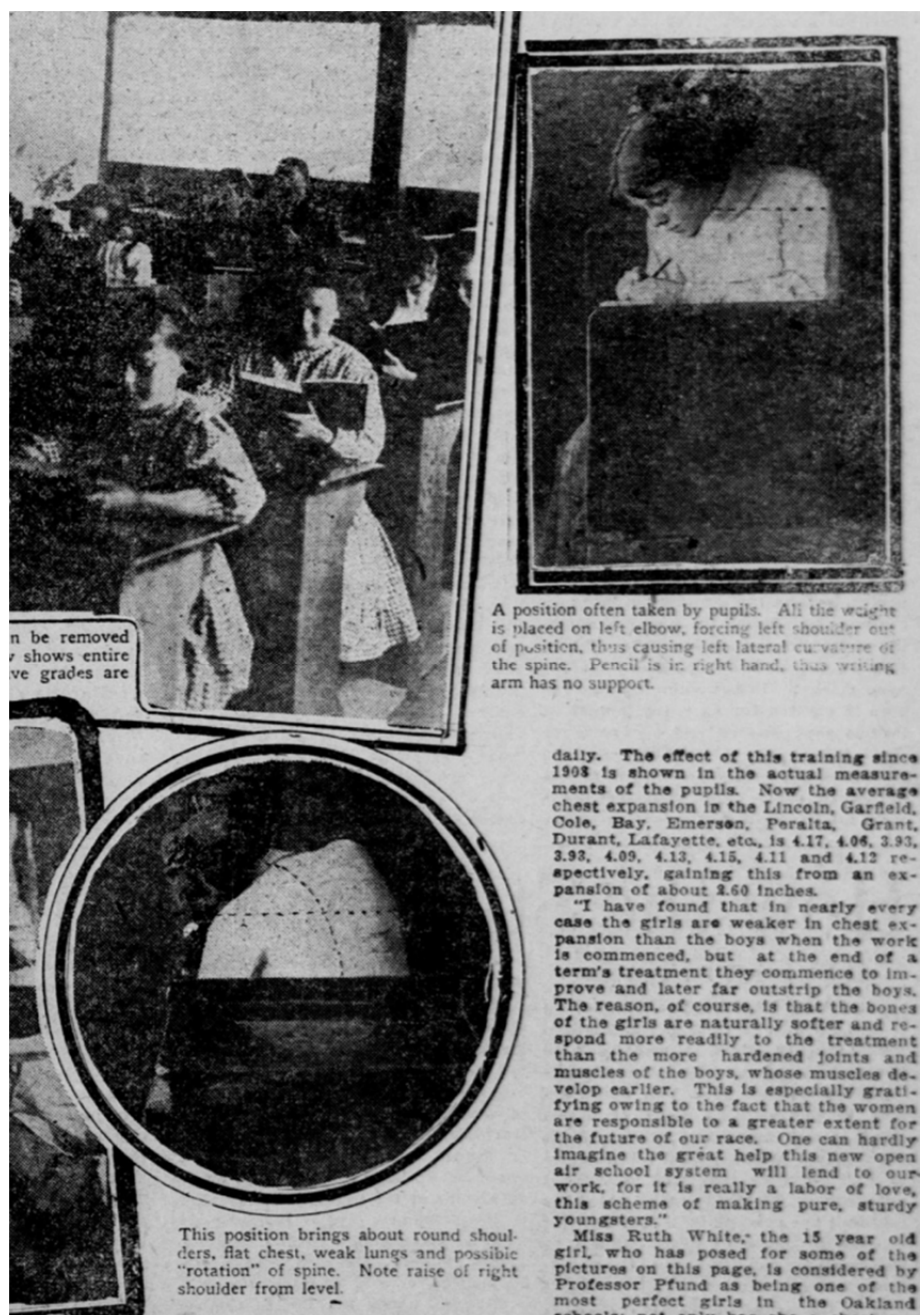 n be removed
shows entire
ve grades are
A position often taken by pupils. All the weight
is placed on left elbow, forcing left shoulder out
of position, thus causing left lateral curvature of
the spine. Pencil is in right hand, thus writing
arm has no support.
This position brings about round shoul-
ders, flat chest, weak lungs and possible
"rotation" of spine. Note raise of right
shoulder from level.
daily. The effect of this training since
1908 is shown in the actual measure-
ments of the pupils. Now the average
chest expansion in the Lincoln, Garfield,
Cole, Bay, Emerson, Peralta, Grant,
Durant, Lafayette, etc., is 4.17, 4.06, 3.93,
3.93, 4.09, 4.13, 4.15, 4.11 and 4.12 re-
spectively, gaining this from an ex-
pansion of about 2.60 inches.
"I have found that in nearly every
case the girls are weaker in chest ex-
pansion than the boys when the work
is commenced, but at the end of a
term's treatment they commence to im-
prove and later far outstrip the boys.
The reason, of course, is that the bones
of the girls are naturally softer and re-
spond more readily to the treatment
than the more hardened joints and
muscles of the boys, whose muscles de-
velop earlier. This is especially grati-
fying owing to the fact that the women
are responsible to a greater extent for
the future of our race. One can hardly
imagine the great help this new open
air school system will lend to our
work, for it is really a labor of love,
this scheme of making pure, sturdy
youngsters."
Miss Ruth White, the 15 year old
girl, who has posed for some of the
pictures on this page, is considered by
Professor Pfund as being one of the
most perfect girls in the Oakland